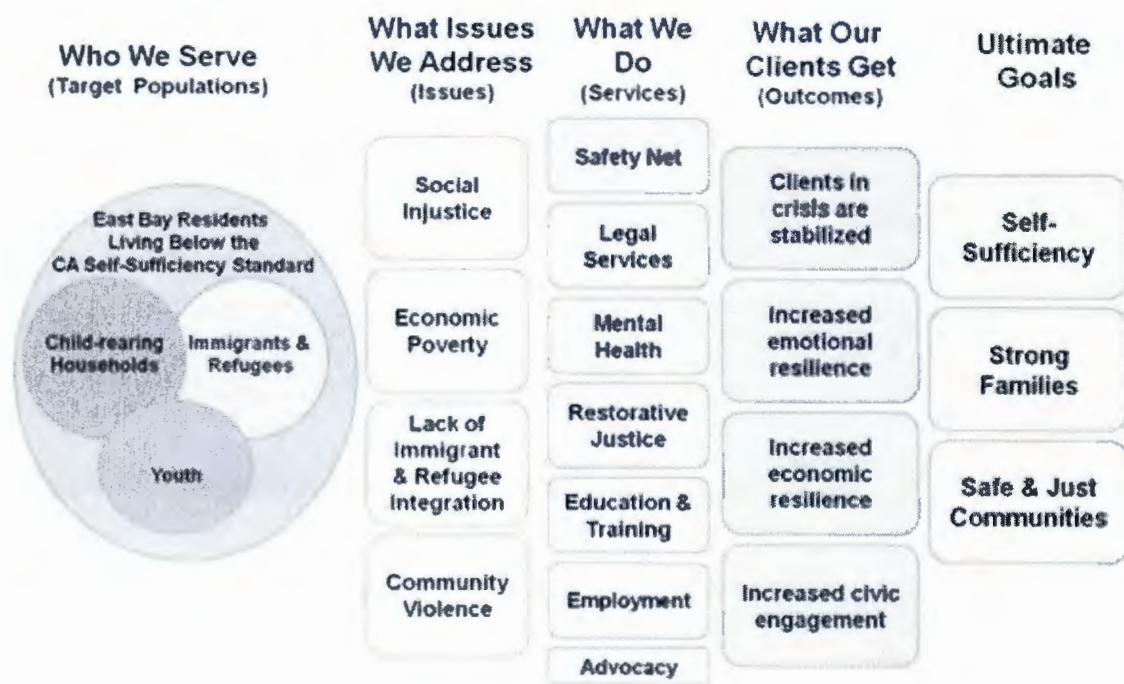 Who We Serve
(Target Populations)
East Bay Residents
Living Below the
CA Self-Sufficiency Standard
Child-rearing
Households
Immigrants &
Refugees
Youth
What Issues
We Address
(Issues)
Social
Injustice
Economic
Poverty
Lack of
Immigrant
& Refugee
Integration
Community
Violence
What We
Do
(Services)
Safety Net
Legal
Services
Mental
Health
Restorative
Justice
Education &
Training
Employment
Advocacy
What Our
Clients Get
(Outcomes)
Clients in
crisis are
stabilized
Increased
emotional
resilience
Increased
economic
resilience
Increased civic
engagement
Ultimate
Goals
Self-
Sufficiency
Strong
Families
Safe & Just
Communities